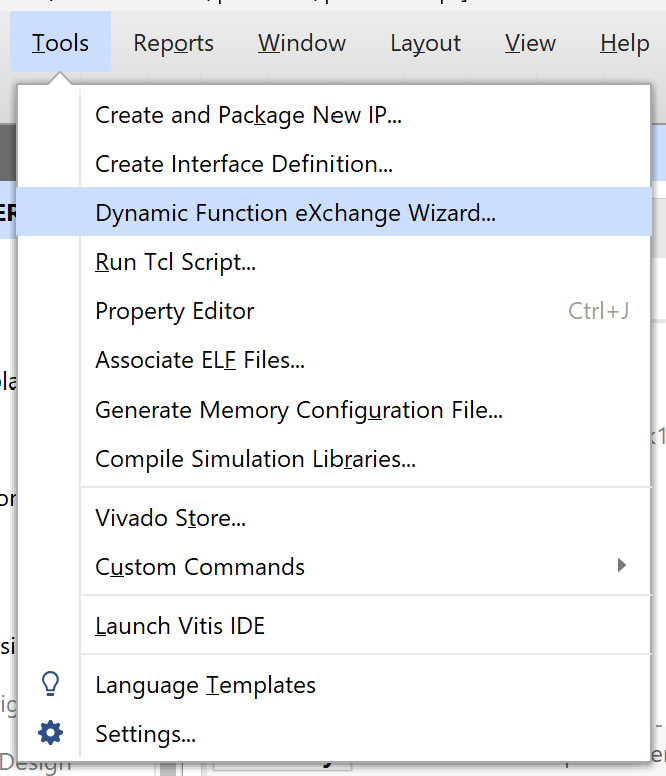 Tools Reports Window Layout View Help
Create and Package New IP...
Create Interface Definition...
Dynamic Function eXchange Wizard...
Run Tcl Script...
Property Editor Ctrl+J
Associate ELF Files...
Generate Memory Configuration File...
Compile Simulation Libraries...
Vivado Store...
Custom Commands
Launch Vitis IDE
Language Templates
Settings...
Design